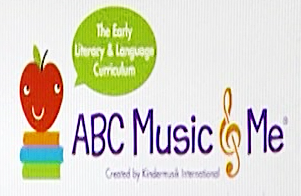 The Early
Literacy & Language
Curriculum
ABC Music & Me®
Created by Kindermusik International